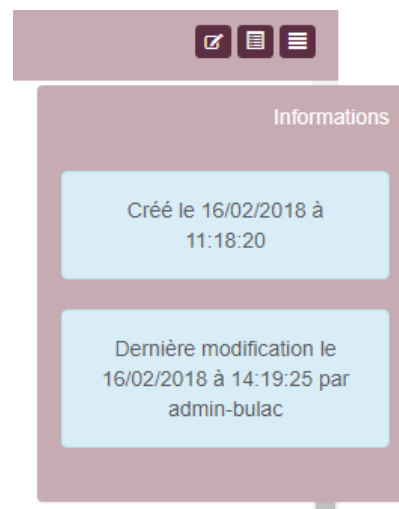 Informations
Créé le 16/02/2018 à
11:18:20
Dernière modification le
16/02/2018 à 14:19:25 par
admin-bulac